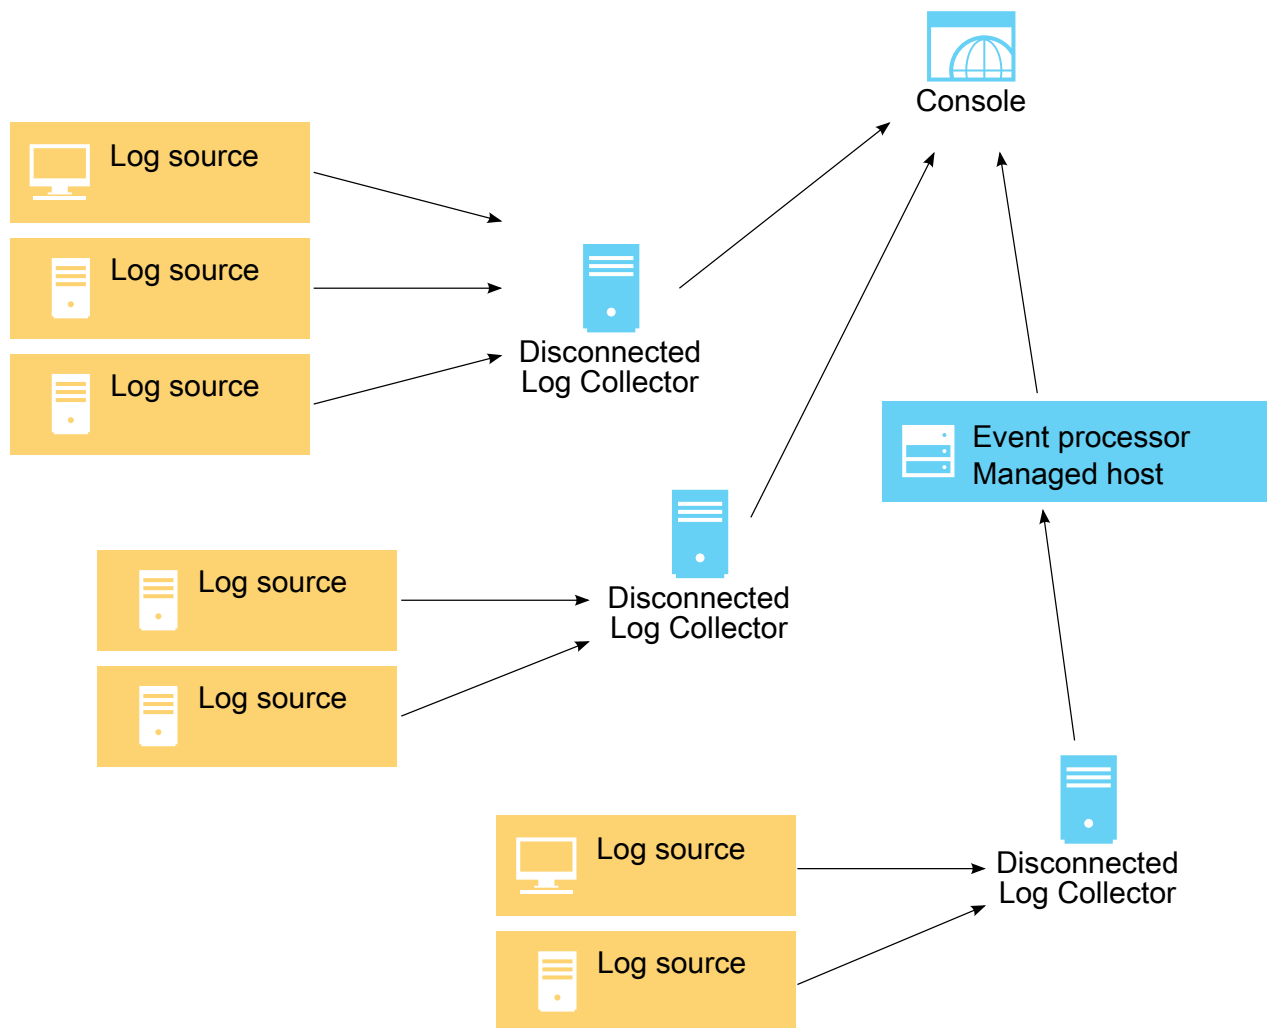 Console
Log source
Log source
Log source
Disconnected
Log Collector
Event processor
Managed host
Log source
Log source
Disconnected
Log Collector
Log source
Log source
Disconnected
Log Collector